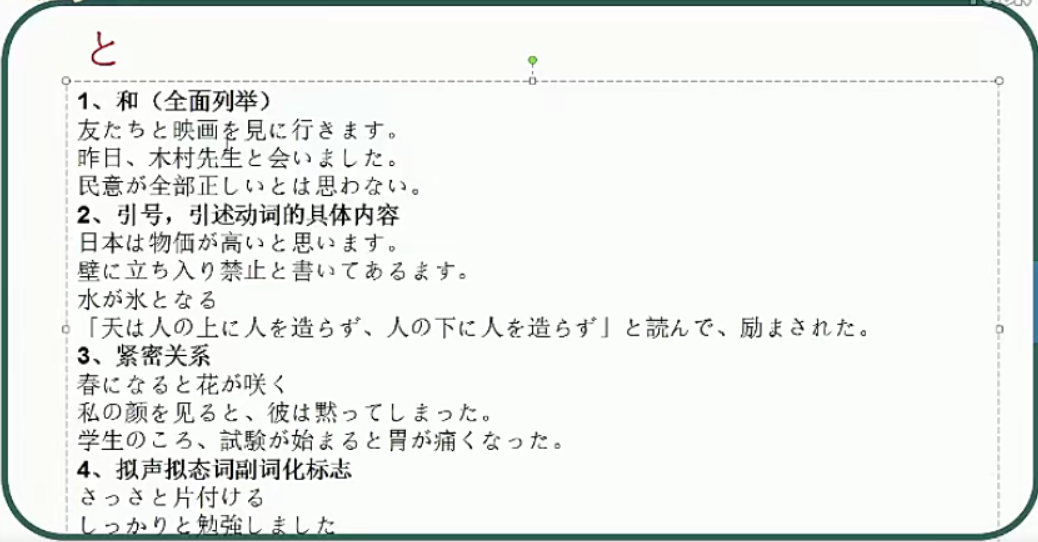 と
1、和（全面列举）
友たちと映画を見に行きます。
昨日、木村先生と会いました。
民意が全部正しいとは思わない。
2、引号，引述动词的具体内容
日本は物価が高いと思います。
壁に立ち入り禁止と書いてあるます。
水が氷となる
「天は人の上に人を造らず、人の下に人を造らず」と読んで、励まされた。
3、紧密关系
春になると花が咲く
私の顔を见ると、彼は黙ってしまった。
学生のころ、試験が始まると胃が痛くなった。
4、拟声拟态词副词化标志
さっさと片付ける
しっかりと勉強しました